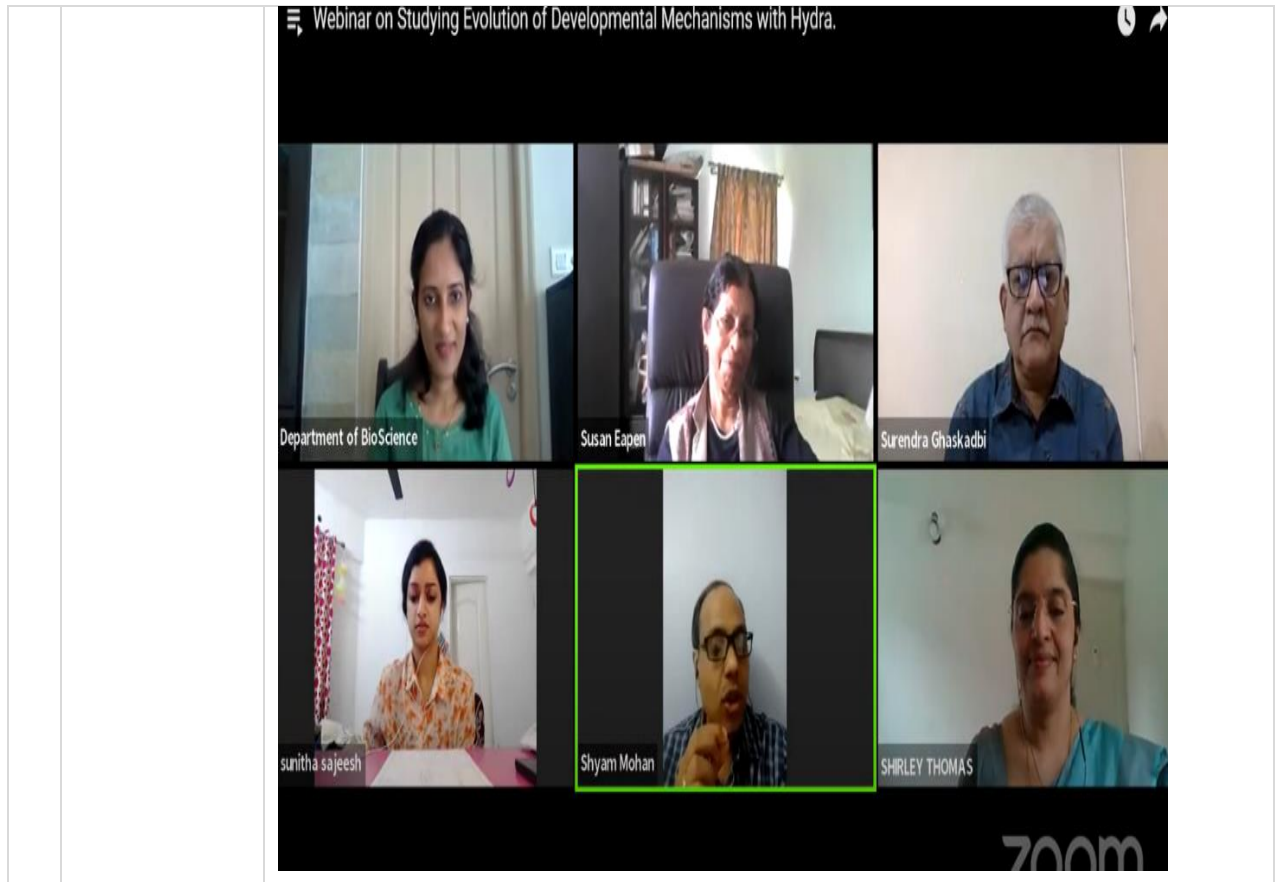 Webinar on Studying Evolution of Developmental Mechanisms with Hydra.
Department of BioScience
Susan Eapen
Surendra Ghaskadbi
sunitha sajeesh
Shyam Mohan
SHIRLEY THOMAS
zoom